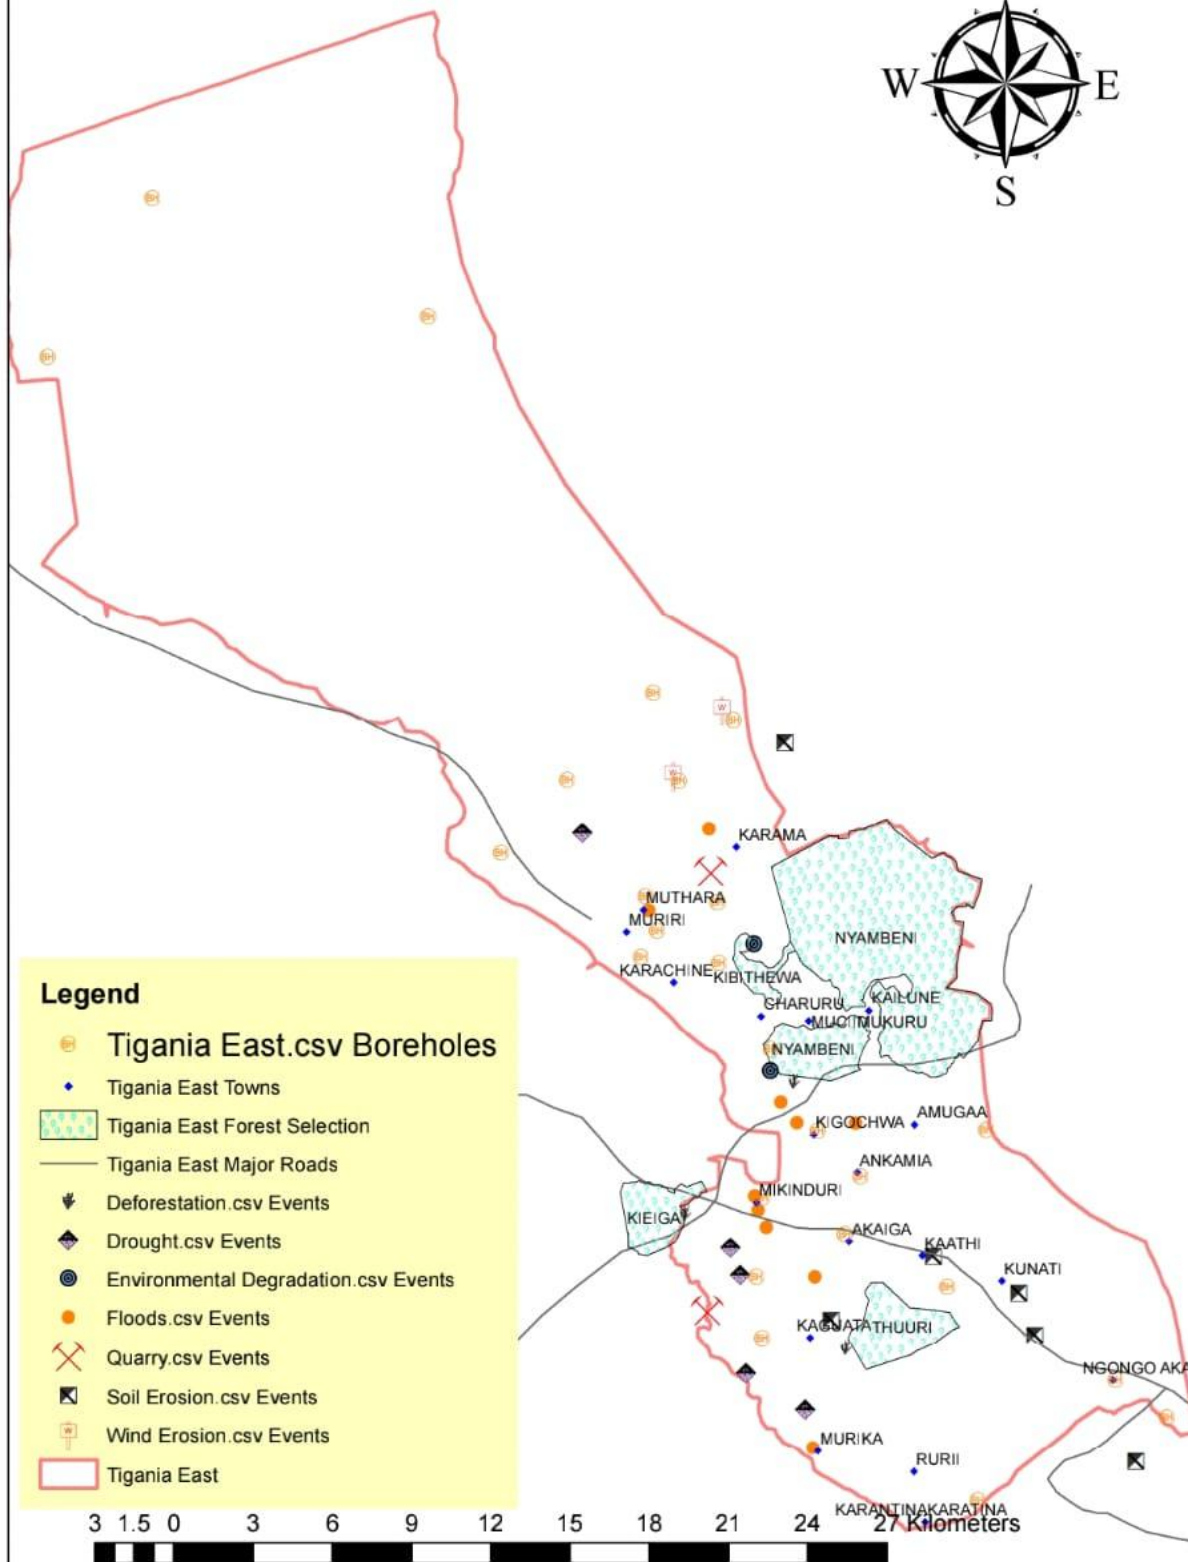 W E
S
KARAMA
MUTHARA
MURIRI
NYAMBENI
KARACHINE
KIBITHEWA
CHARURU
KAILUNE
MUCIIMUKURU
NYAMBENI
KIGOCHWA
AMUGAA
ANKAMIA
MIKINDURI
KIEIGA
AKAIGA
KAATHI
KUNATI
KAGUATA
THUURI
NGONGO AKA
MURIKA
RURII
KARANTINAKARATINA
Legend
BH Tigania East.csv Boreholes
Tigania East Towns
Tigania East Forest Selection
Tigania East Major Roads
Deforestation.csv Events
Drought.csv Events
Environmental Degradation.csv Events
Floods.csv Events
Quarry.csv Events
Soil Erosion.csv Events
W Wind Erosion.csv Events
Tigania East
3 1.5 0 3 6 9 12 15 18 21 24 27 Kilometers